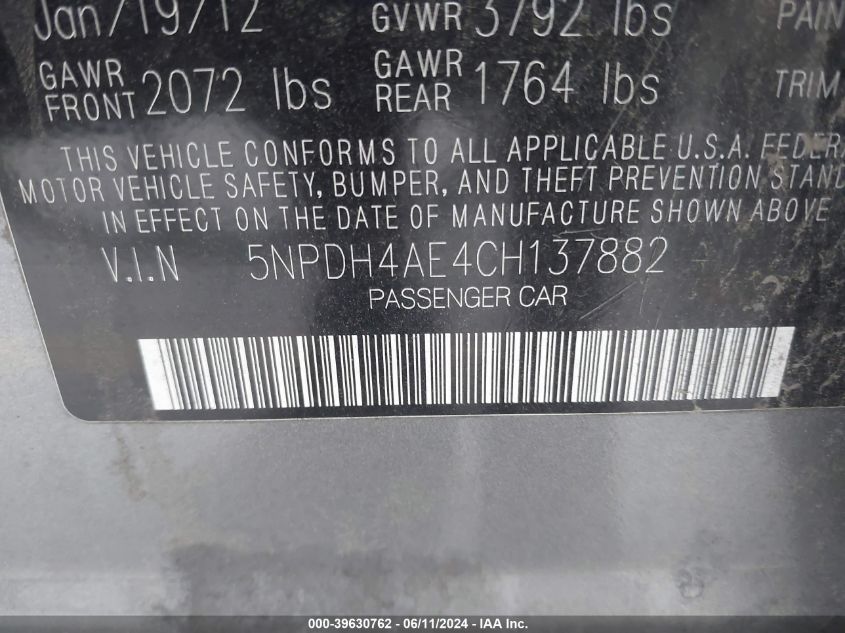 Jan/19/12 GVWR 3792 lbs PAIN
GAWR FRONT 2072 lbs GAWR REAR 1764 lbs TRIM
THIS VEHICLE CONFORMS TO ALL APPLICABLE U.S.A. FEDERA
MOTOR VEHICLE SAFETY, BUMPER, AND THEFT PREVENTION STAND
IN EFFECT ON THE DATE OF MANUFACTURE SHOWN ABOVE
V.I.N 5NPDH4AE4CH137882
PASSENGER CAR
000-39630762 - 06/11/2024 - IAA Inc.